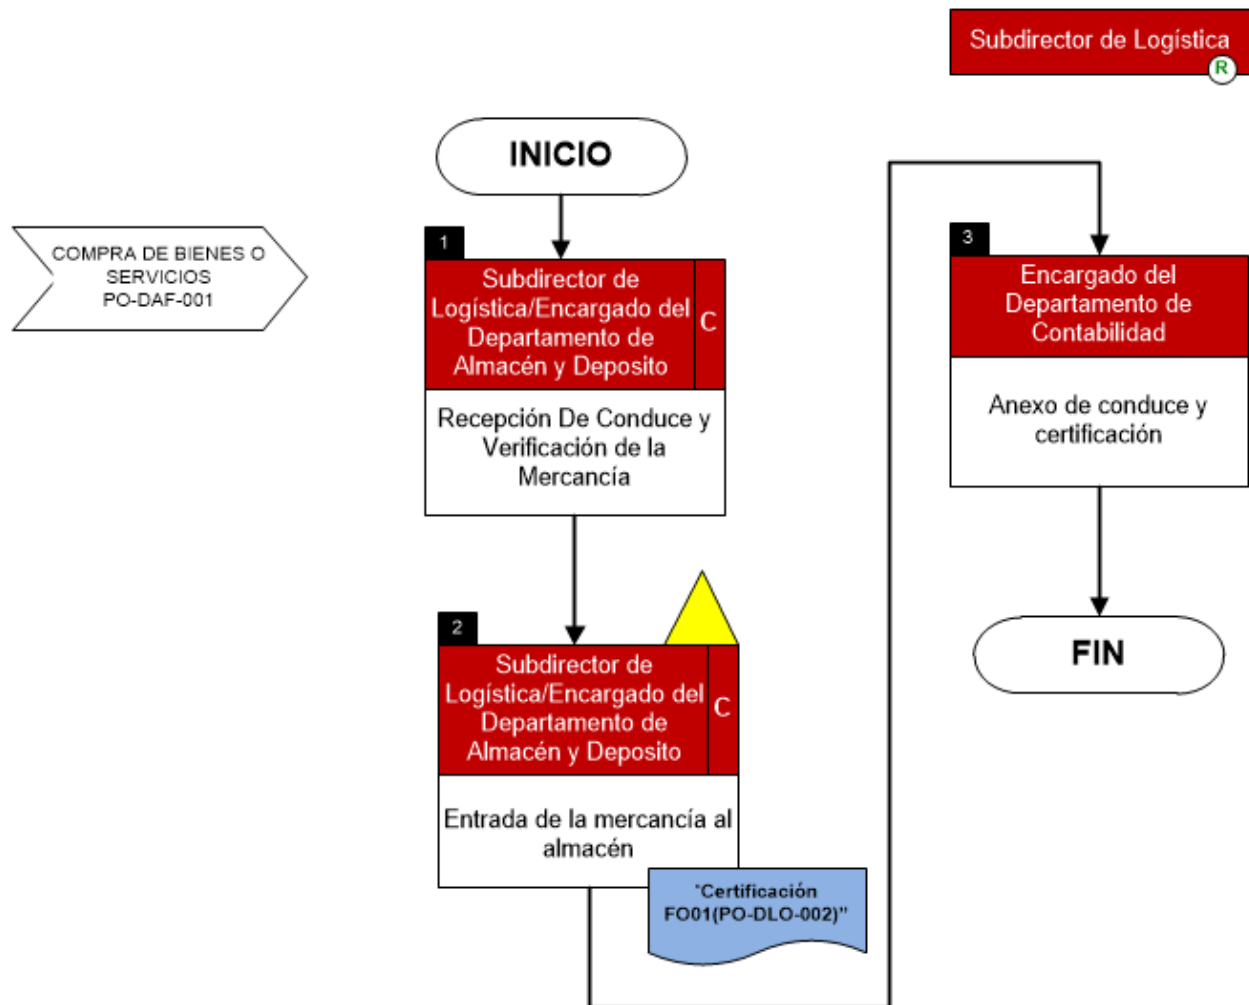 Subdirector de Logística
R
INICIO
COMPRA DE BIENES O
SERVICIOS
PO-DAF-001
1
Subdirector de
Logística/Encargado del
Departamento de
Almacén y Deposito
C
Recepción De Conduce y
Verificación de la
Mercancía
2
Subdirector de
Logística/Encargado del
Departamento de
Almacén y Deposito
C
Entrada de la mercancía al
almacén
"Certificación
FO01(PO-DLO-002)"
3
Encargado del
Departamento de
Contabilidad
Anexo de conduce y
certificación
FIN